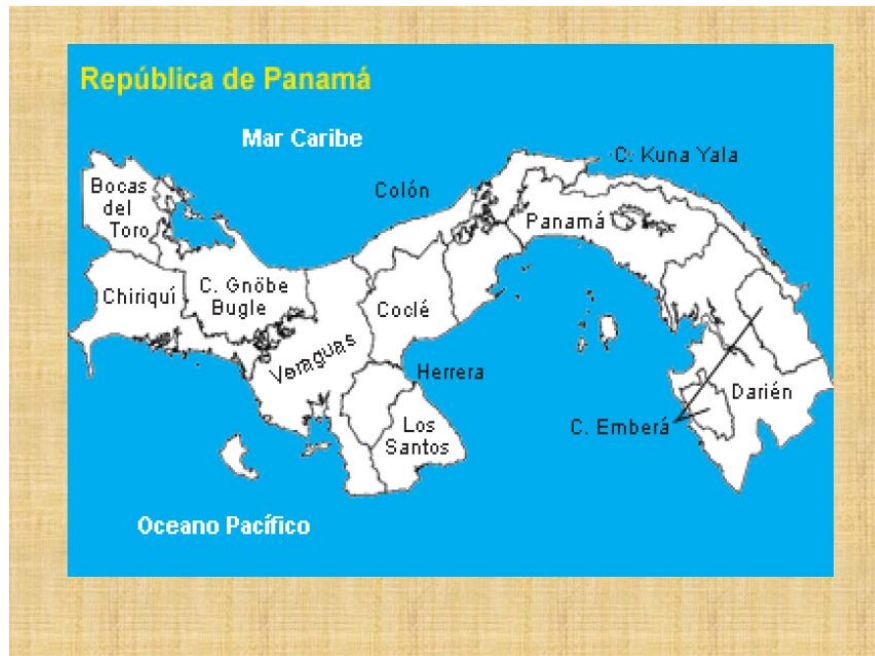 República de Panamá
Mar Caribe
C. Kuna Yala
Bocas
del
Toro
Colón
Panamá
Chiriquí
C. Gnöbe
Bugle
Coclé
Veraguas
Herrera
Darién
Los
Santos
C. Emberá
Oceano Pacífico